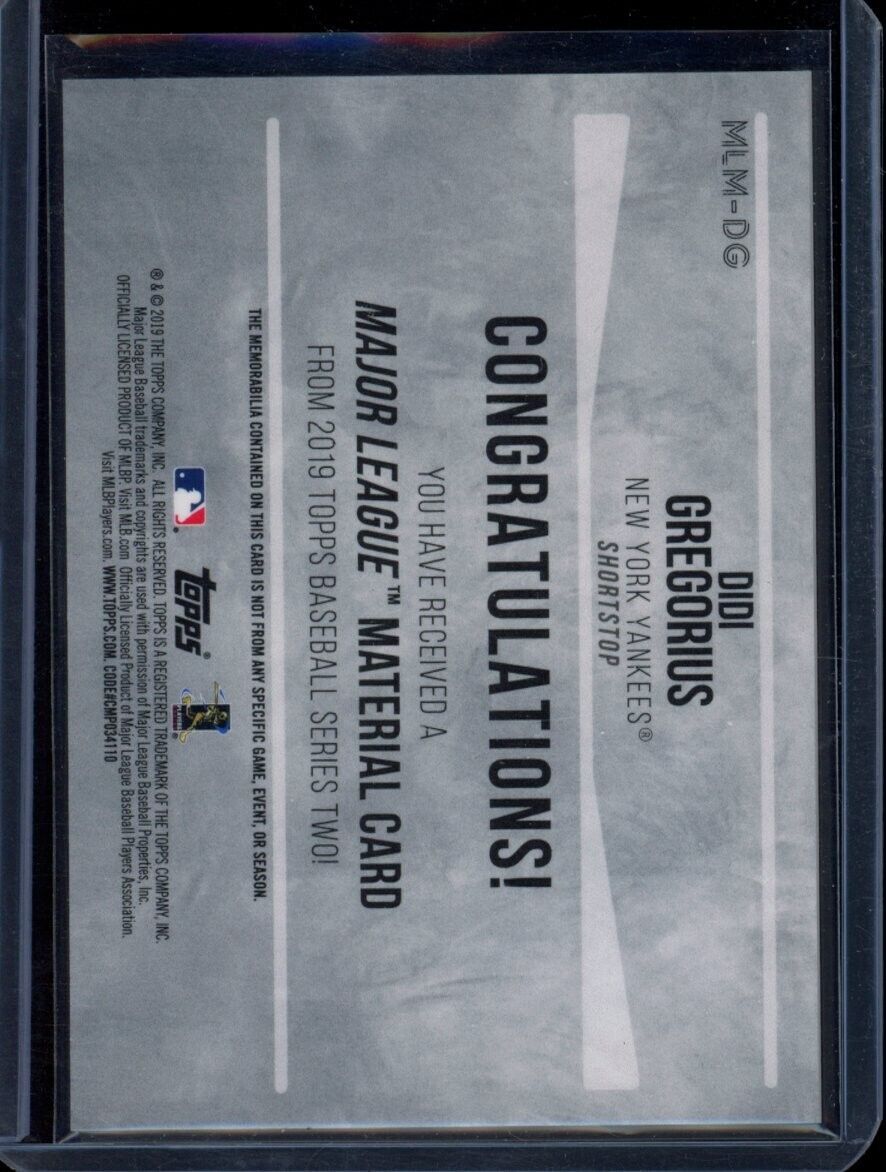 MLM-DG
DIDI
GREGORIUS
NEW YORK YANKEES®
SHORTSTOP
CONGRATULATIONS!
YOU HAVE RECEIVED A
MAJOR LEAGUE™ MATERIAL CARD
FROM 2019 TOPPS BASEBALL SERIES TWO!
THE MEMORABILIA CONTAINED ON THIS CARD IS NOT FROM ANY SPECIFIC GAME, EVENT, OR SEASON.
topps®
® & © 2019 THE TOPPS COMPANY, INC. ALL RIGHTS RESERVED. TOPPS IS A REGISTERED TRADEMARK OF THE TOPPS COMPANY, INC.
Major League Baseball trademarks and copyrights are used with permission of Major League Baseball Properties, Inc.
OFFICIALLY LICENSED PRODUCT OF MLBP. Visit MLB.com Officially Licensed Product of Major League Baseball Players Association.
Visit MLBPlayers.com. WWW.TOPPS.COM. CODE#CMP034110